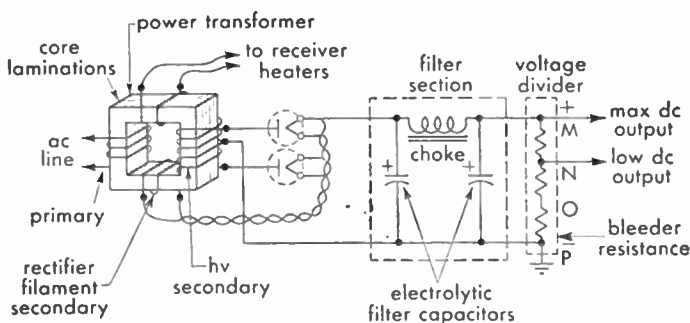 power transformer
core
laminations
to receiver
heaters
filter
section
voltage
divider
ac
line
primary
rectifier
filament
secondary
hv
secondary
choke
+
+
electrolytic
filter capacitors
+
M
N
O
P
max dc
output
low dc
output
bleeder
resistance